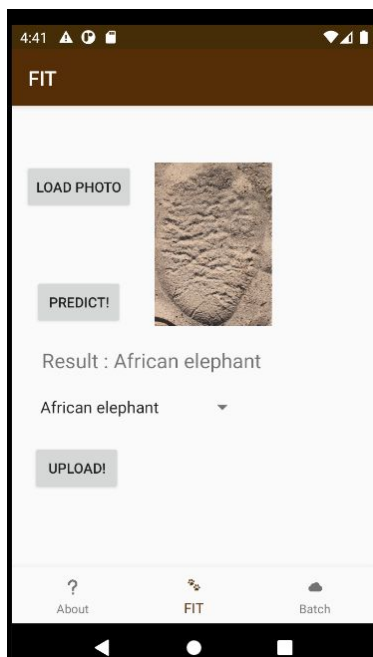 4:41
FIT
LOAD PHOTO
PREDICT!
Result : African elephant
African elephant
UPLOAD!
? 
About
FIT
Batch